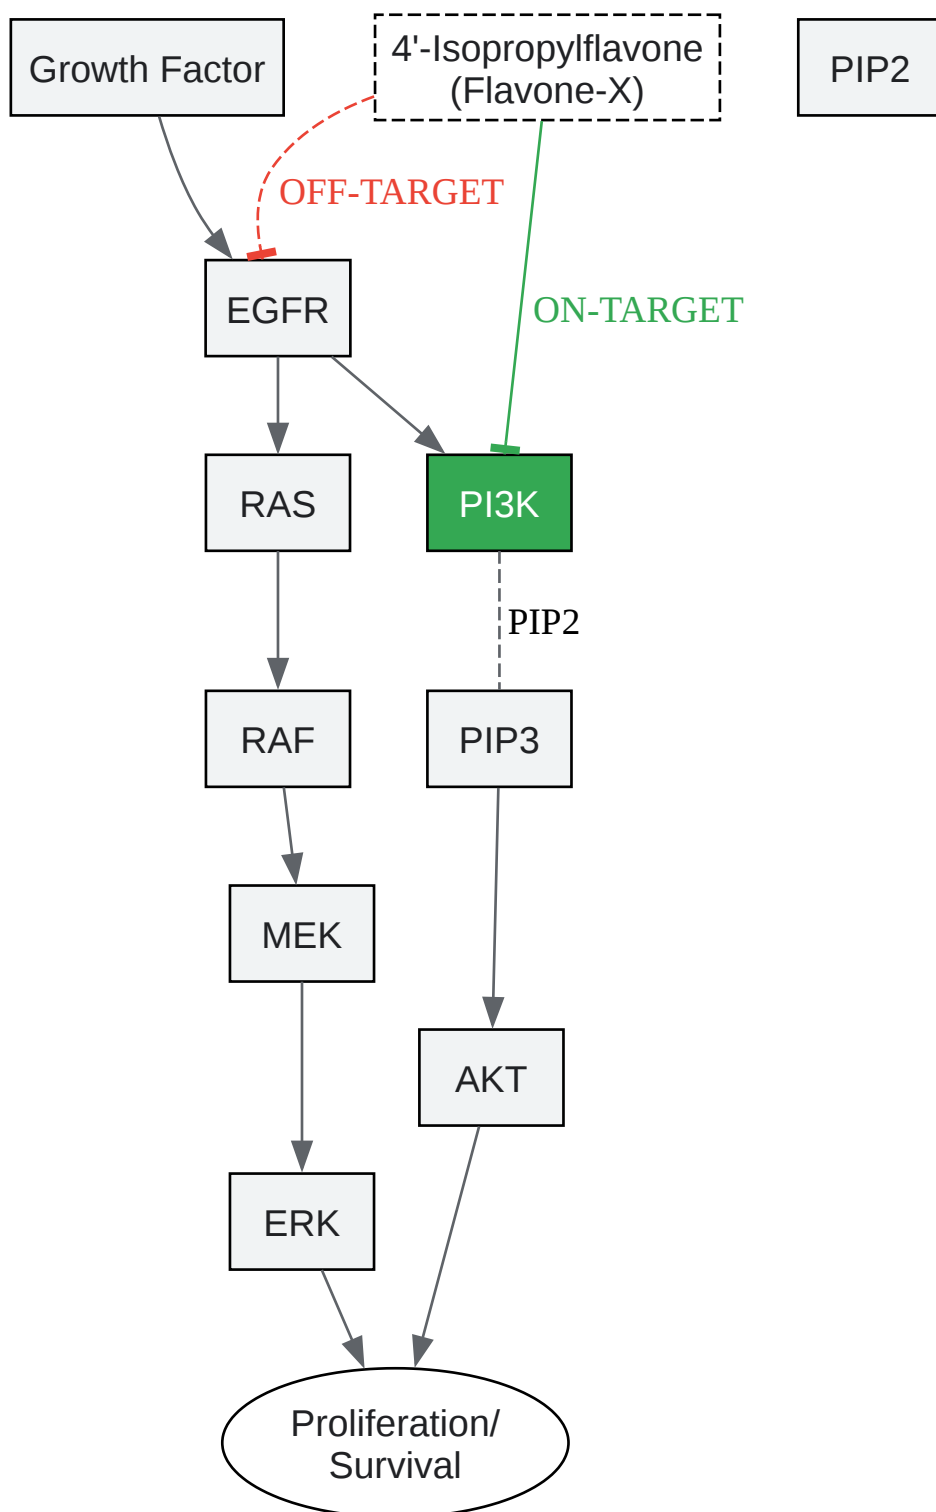 Growth Factor
4'-Isopropylflavone
(Flavone-X)
PIP2
OFF-TARGET
EGFR
ON-TARGET
RAS
PI3K
PIP2
RAF
PIP3
MEK
AKT
ERK
Proliferation/
Survival